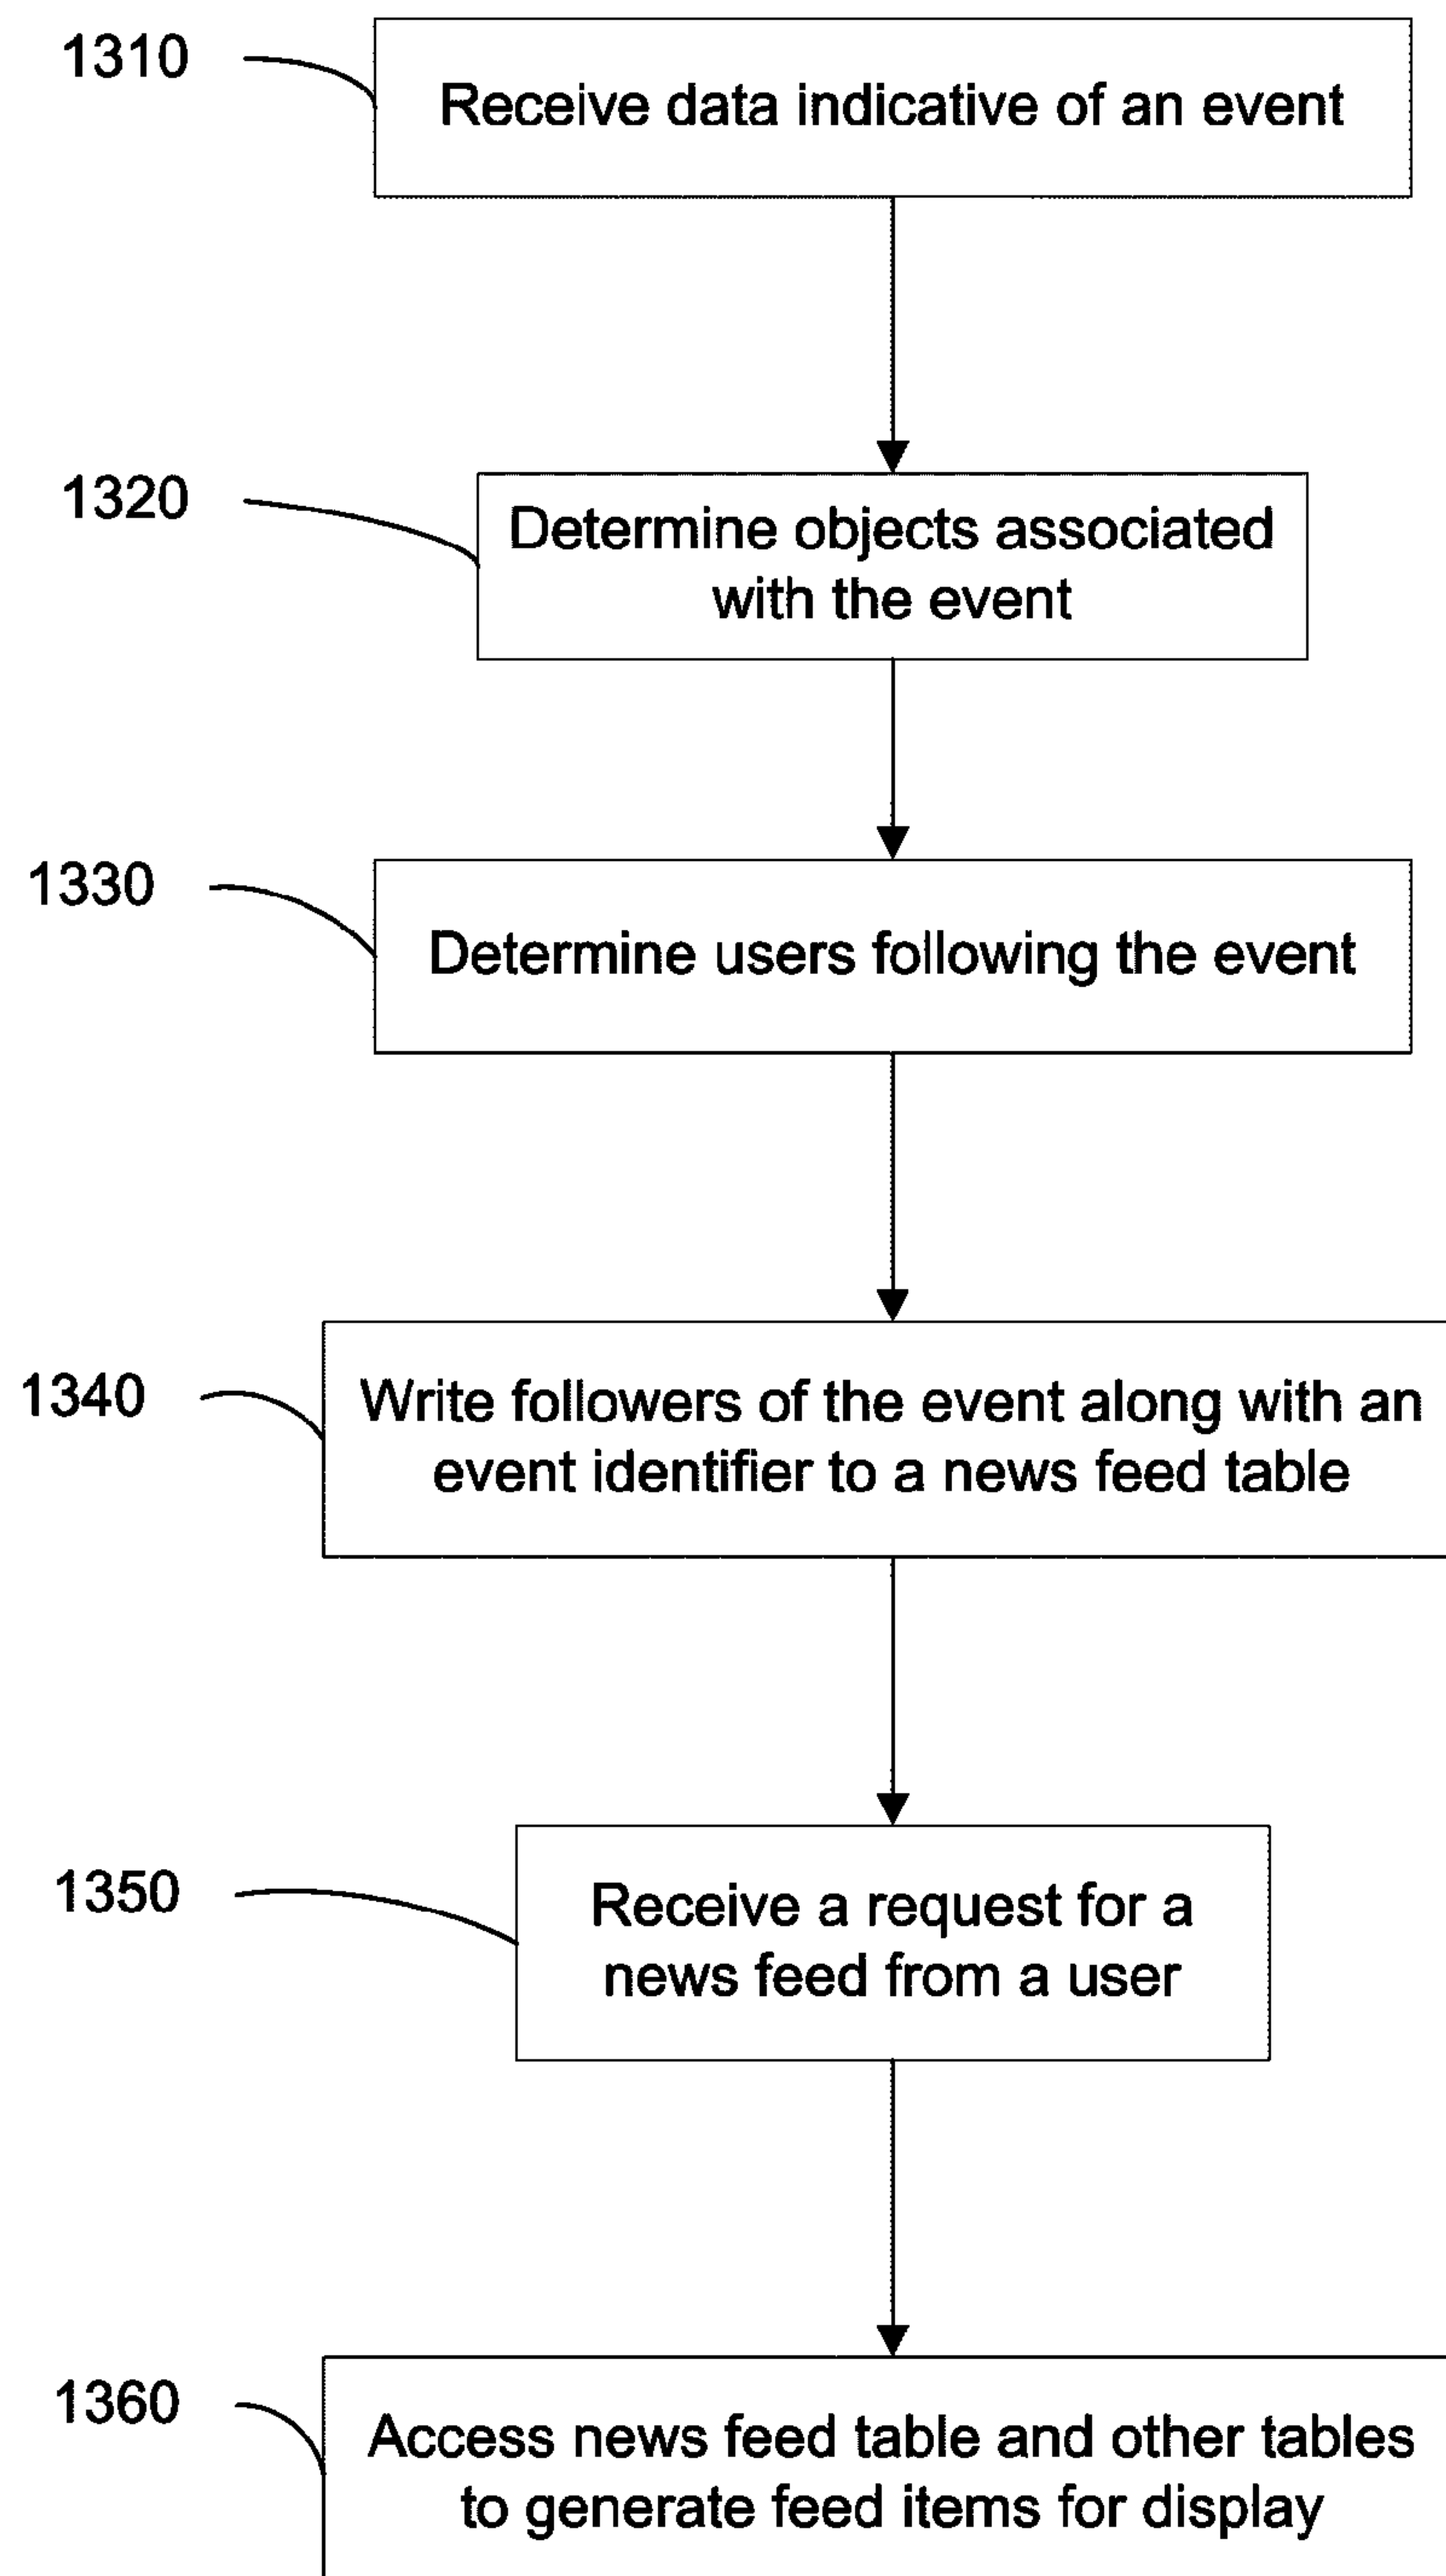 1310
Receive data indicative of an event
1320
Determine objects associated
with the event
1330
Determine users following the event
1340
Write followers of the event along with an
event identifier to a news feed table
1350
Receive a request for a
news feed from a user
1360
Access news feed table and other tables
to generate feed items for display